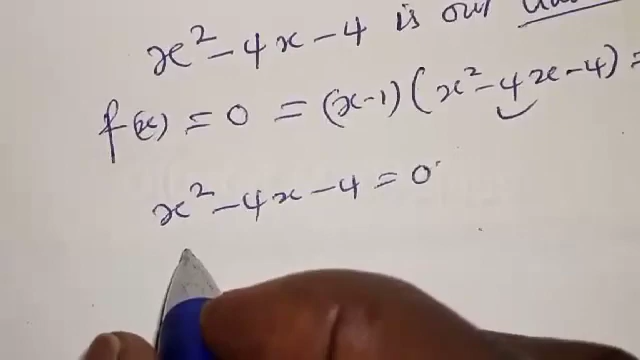 x² - 4x - 4 is our
f(x) = 0 = (x-1)(x² - 4x - 4) =
x² - 4x - 4 = 0